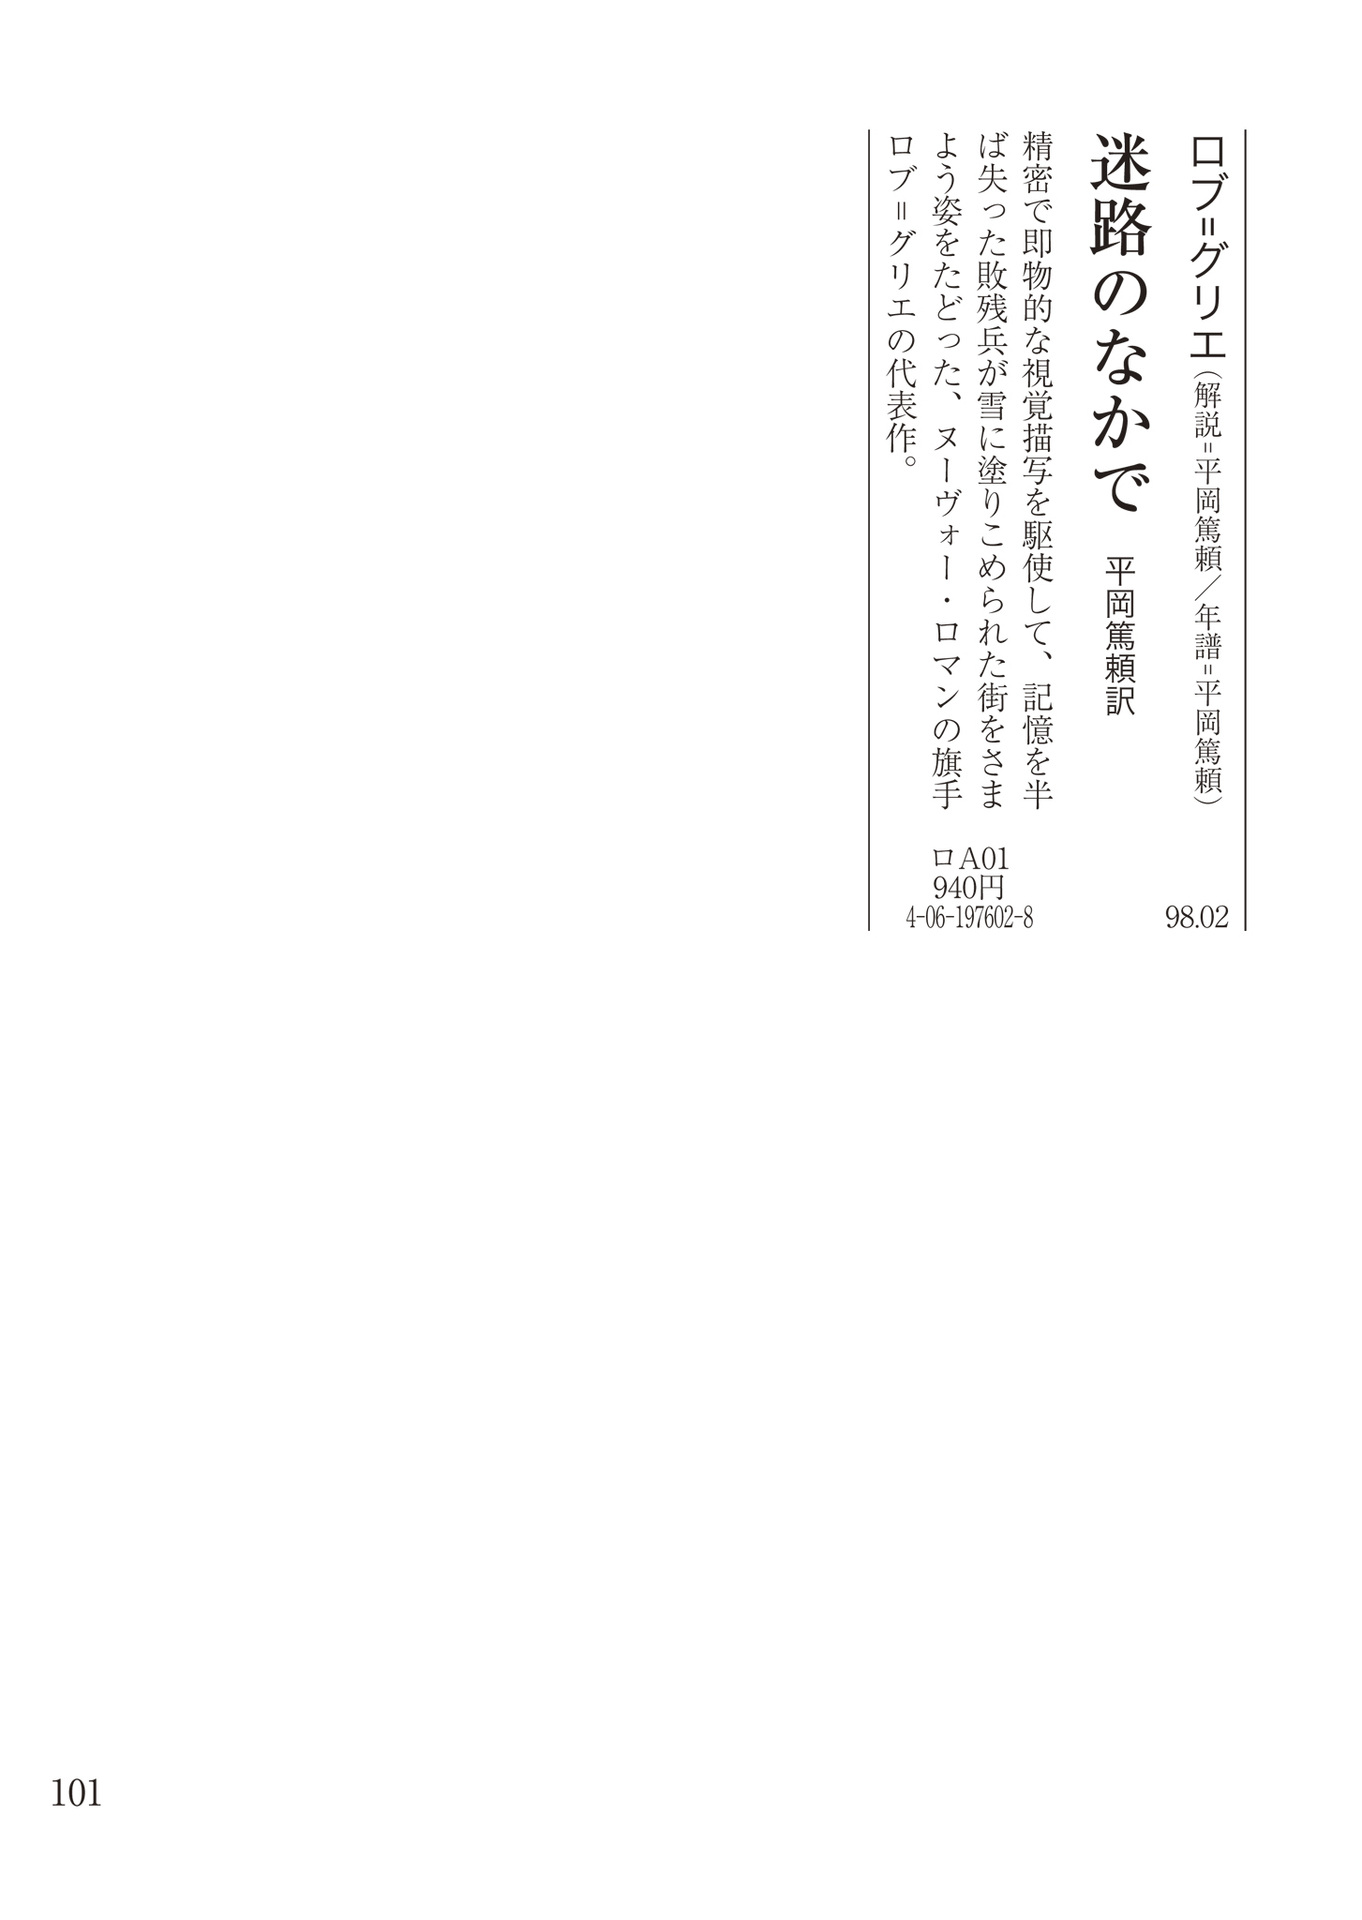 ロブ=グリエ（解説=平岡篤頼／年譜=平岡篤頼）
98.02
迷路のなかで 平岡篤頼訳
精密で即物的な視覚描写を駆使して、記憶を半
ば失った敗残兵が雪に塗りこめられた街をさま
よう姿をたどった、ヌーヴォー・ロマンの旗手
ロブ=グリエの代表作。
ロA01
940円
4-06-197602-8
101